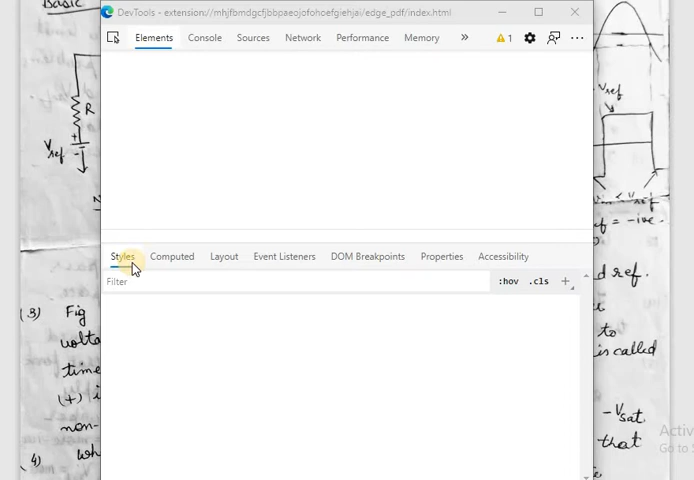 Basic
DevTools - extension://mhjfbmdgcfjbbpaeojofohoefgiehjai/edge_pdf/index.html
Elements Console Sources Network Performance Memory » 1
R
Vref
+
-
Vref
Styles Computed Layout Event Listeners DOM Breakpoints Properties Accessibility
Filter :hov .cls +
< Vref
ef = -ive
d ref.
(3) Fig
volta
time
(+) i
non-
(4) wh
to
is called
-Vsat
that
Activ
Go to S